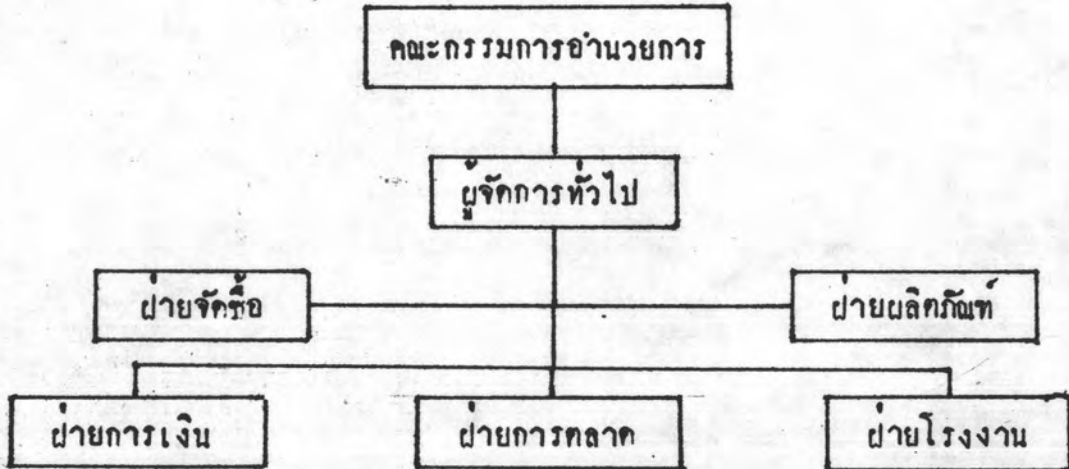 คณะกรรมการอำนวยการ
ผู้จัดการทั่วไป
ฝ่ายจัดซื้อ
ฝ่ายผลิตภัณฑ์
ฝ่ายการเงิน
ฝ่ายการตลาด
ฝ่ายโรงงาน